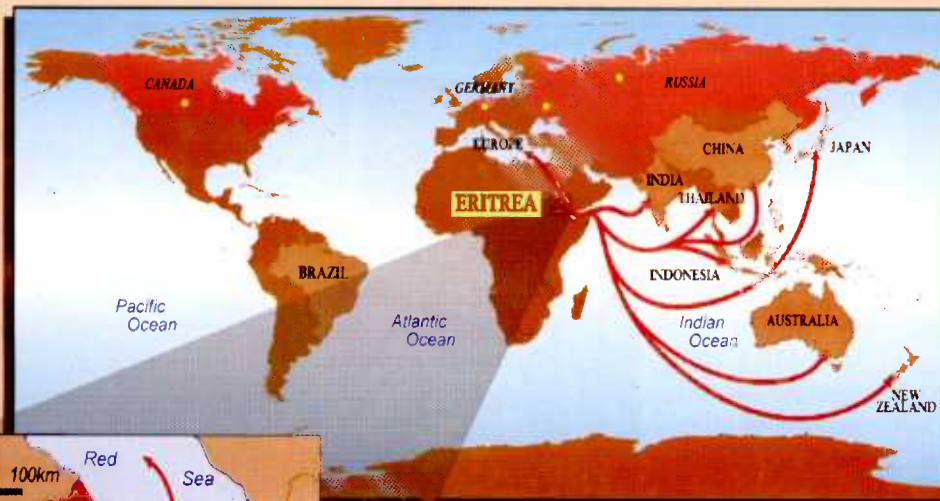 CANADA
GERMANY
RUSSIA
EUROPE
CHINA
JAPAN
INDIA
THAILAND
ERITREA
BRAZIL
INDONESIA
Pacific
Ocean
Atlantic
Ocean
Indian
Ocean
AUSTRALIA
NEW
ZEALAND
100km
Red
Sea